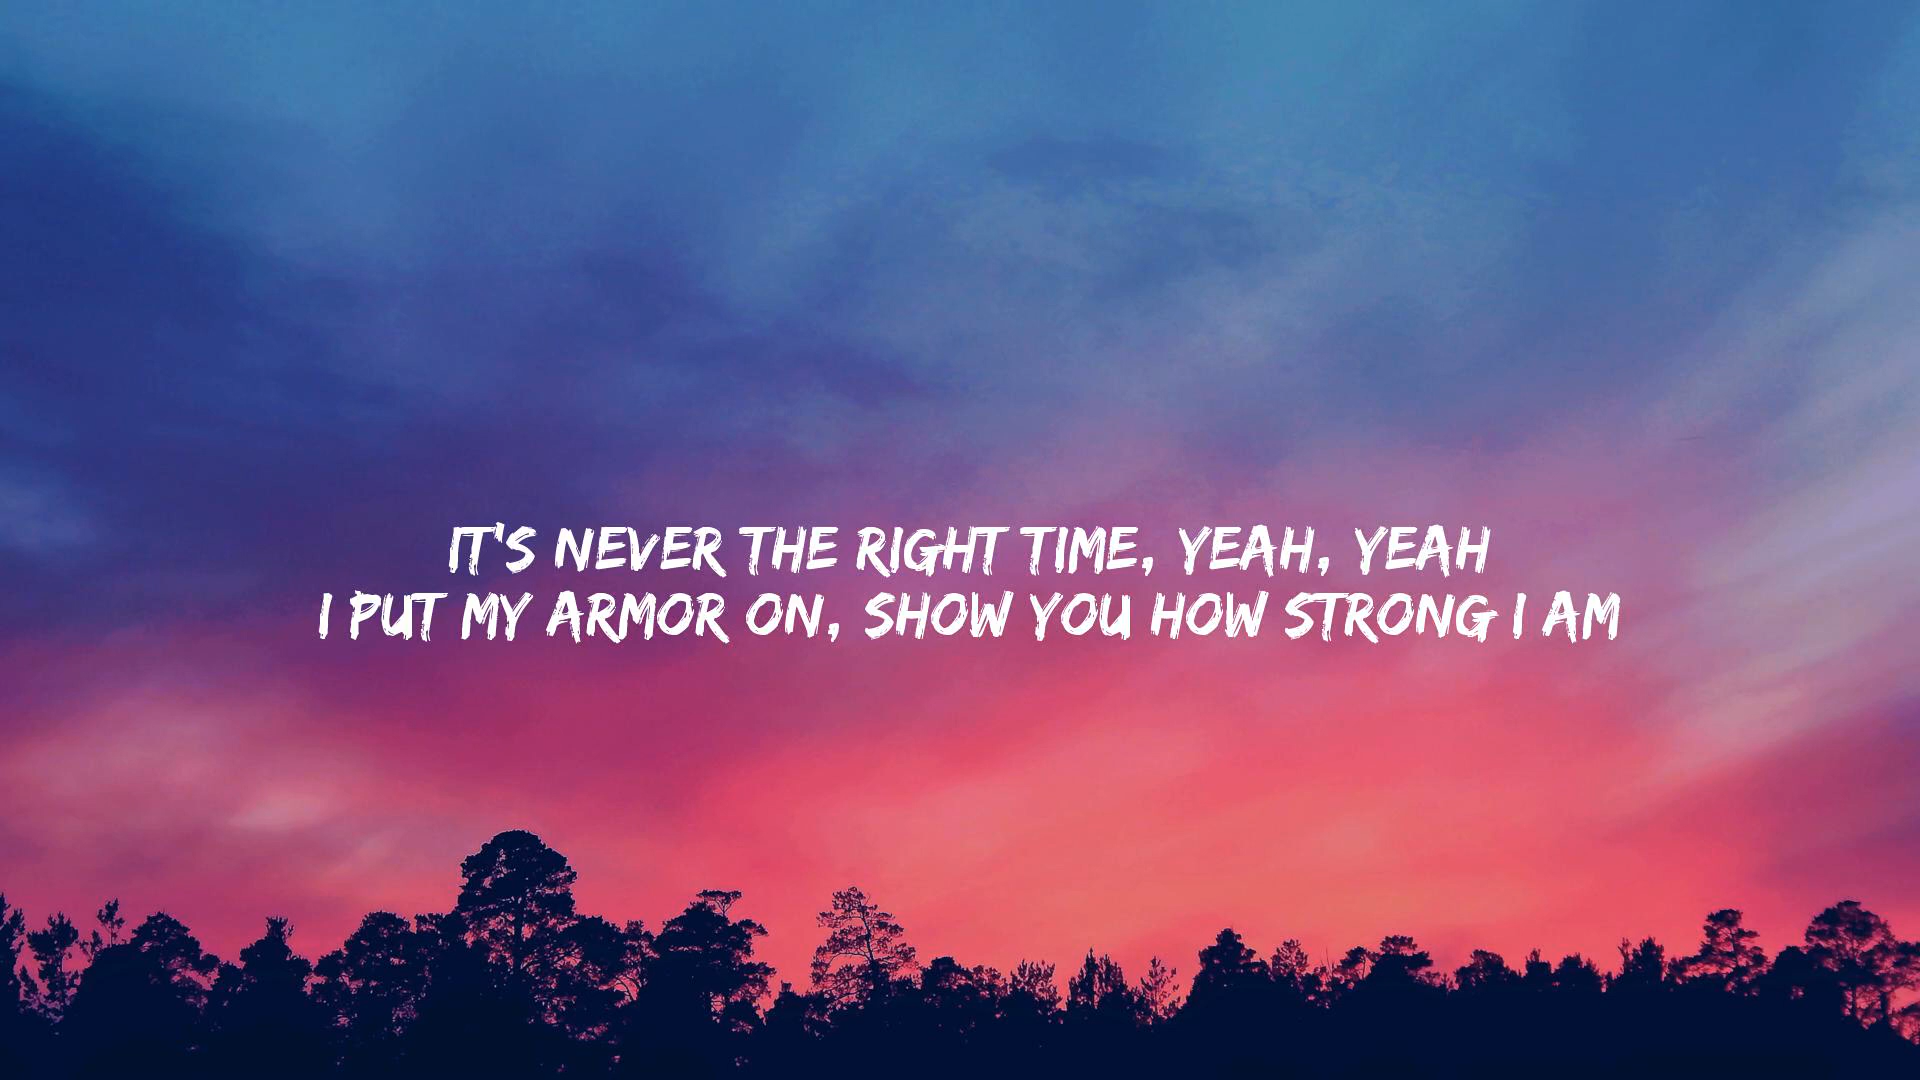 IT'S NEVER THE RIGHT TIME, YEAH, YEAH
I PUT MY ARMOR ON, SHOW YOU HOW STRONG I AM